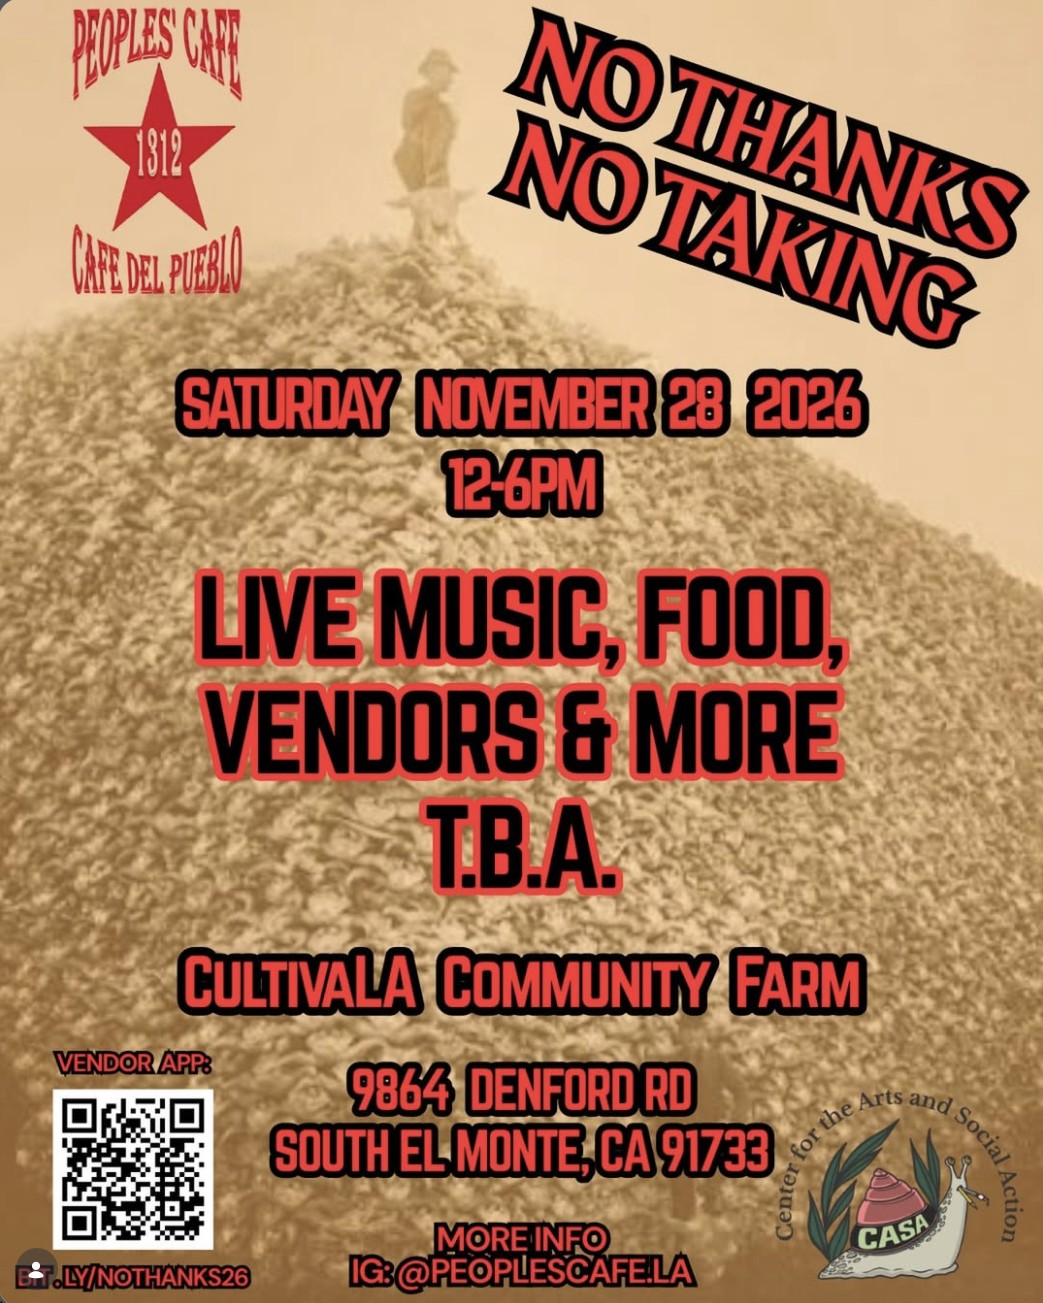 PEOPLES' CAFE
1312
CAFE DEL PUEBLO
NO THANKS
NO TAKING
SATURDAY NOVEMBER 28 2026
12-6PM
LIVE MUSIC, FOOD,
VENDORS & MORE
T.B.A.
CULTIVALA COMMUNITY FARM
9864 DENFORD RD
SOUTH EL MONTE, CA 91733
VENDOR APP:
BIT.LY/NOTHANKS26
MORE INFO
IG: @PEOPLESCAFE.LA
Center for the Arts and Social Action
CASA